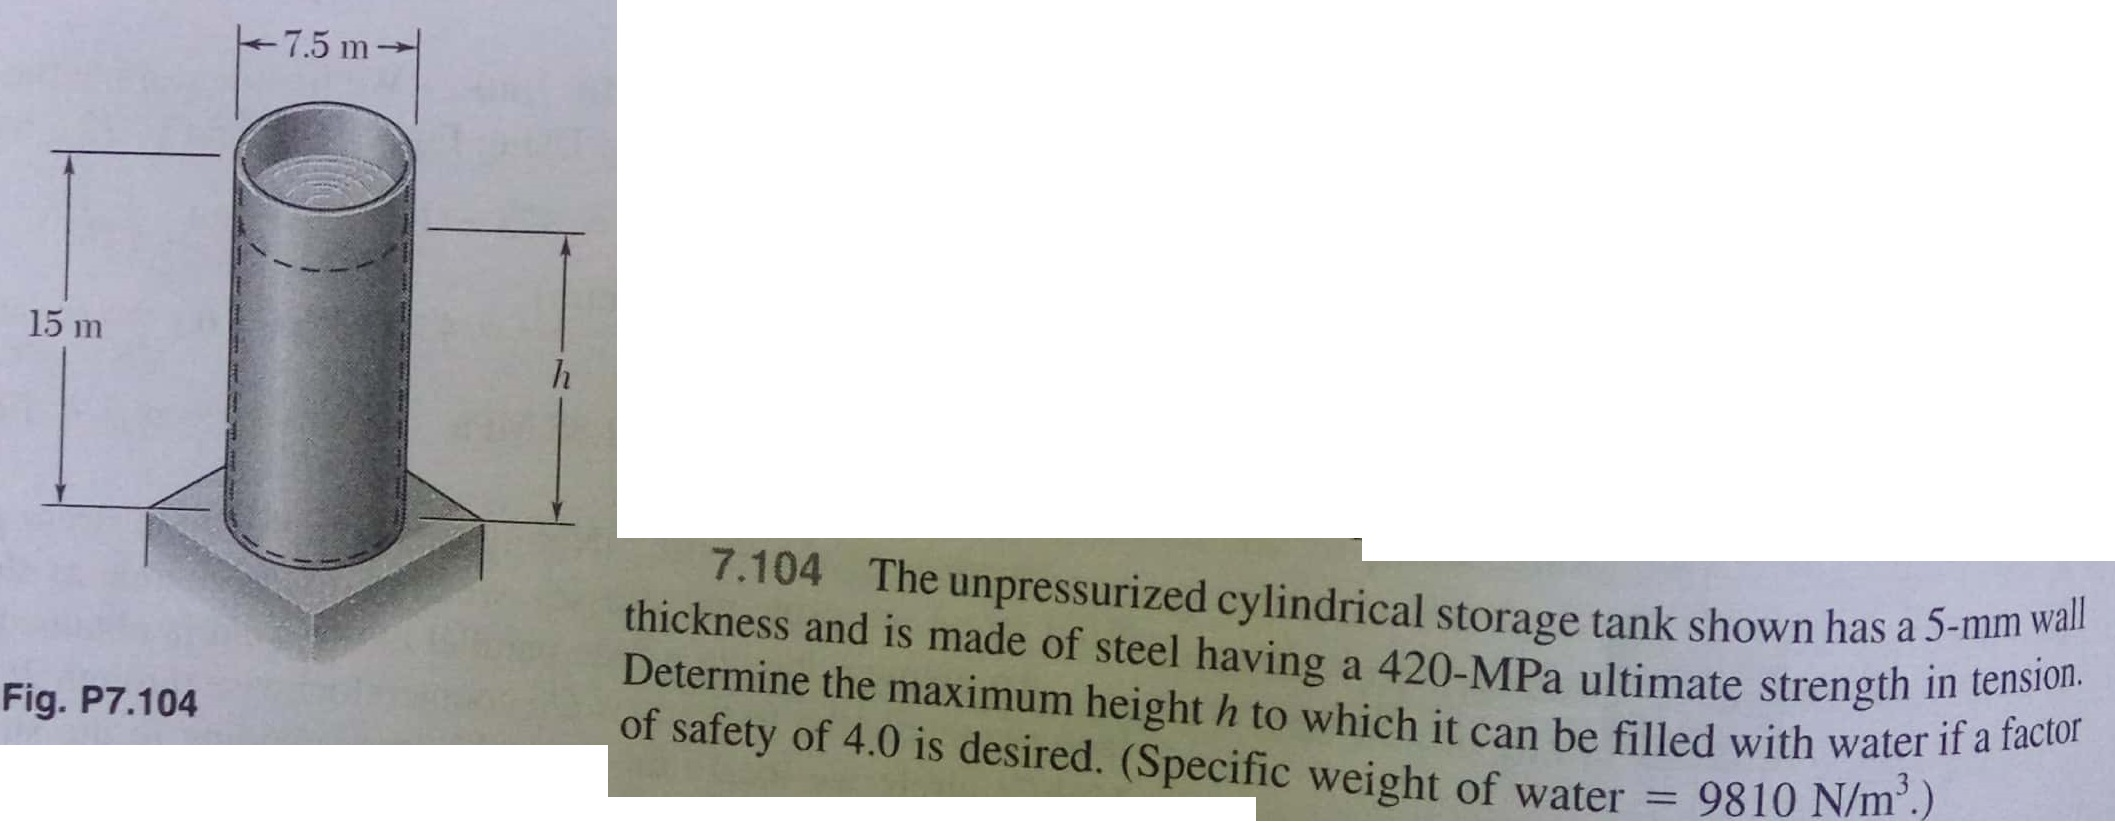 7.5 m
15 m
h
Fig. P7.104
7.104 The unpressurized cylindrical storage tank shown has a 5-mm wall
thickness and is made of steel having a 420-MPa ultimate strength in tension.
Determine the maximum height h to which it can be filled with water if a factor
of safety of 4.0 is desired. (Specific weight of water = 9810 N/m³.)